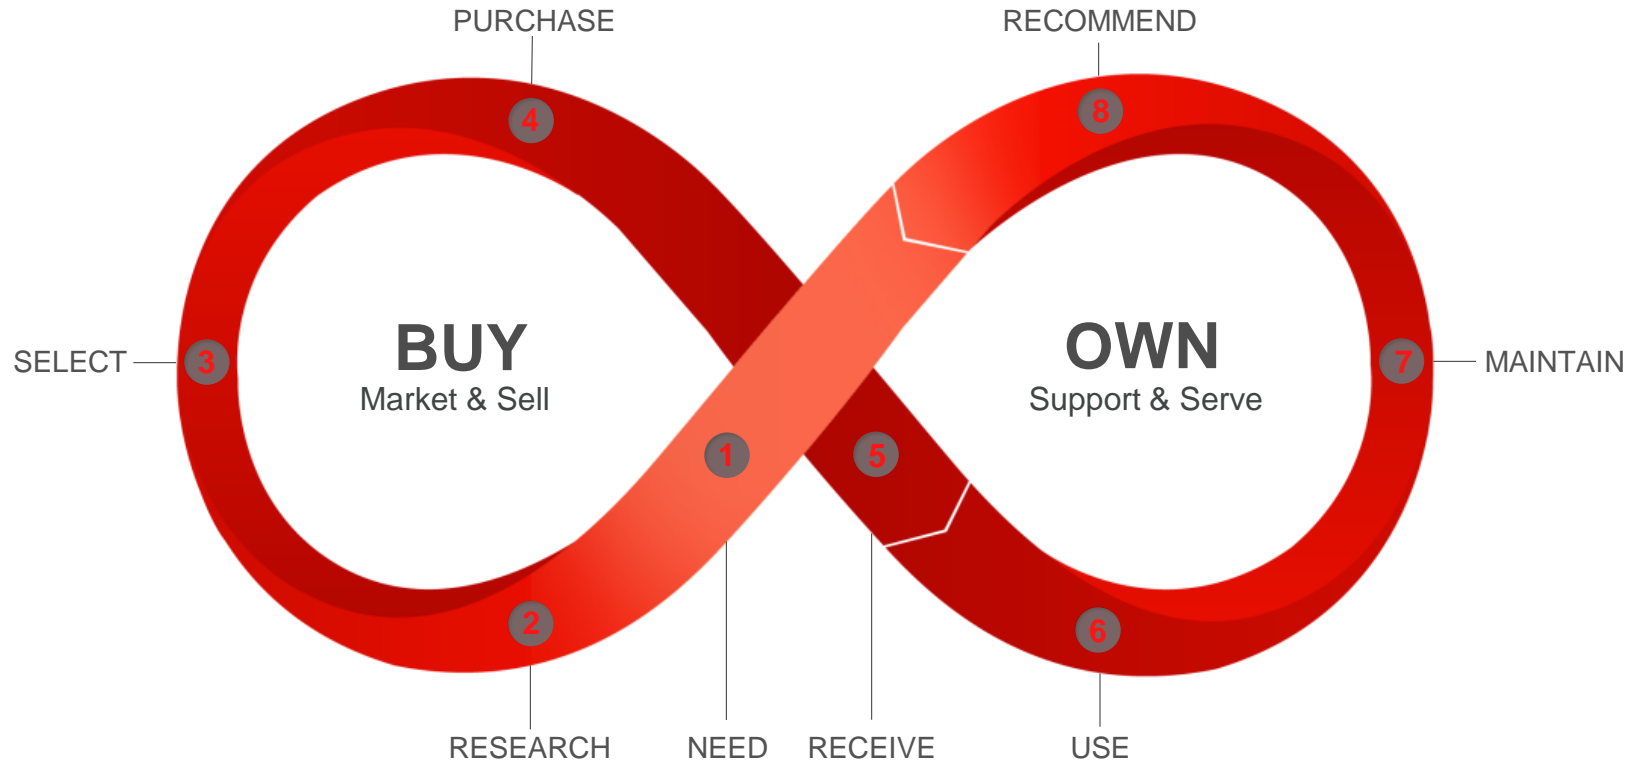 PURCHASE
RECOMMEND
4
8
BUY
Market & Sell
OWN
Support & Serve
SELECT
3
7
MAINTAIN
1
5
2
6
RESEARCH
NEED
RECEIVE
USE